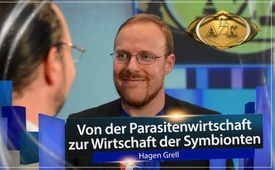 AZK
Von der Parasitenwirtschaft
zur Wirtschaft der Symbionten
Hagen Grell